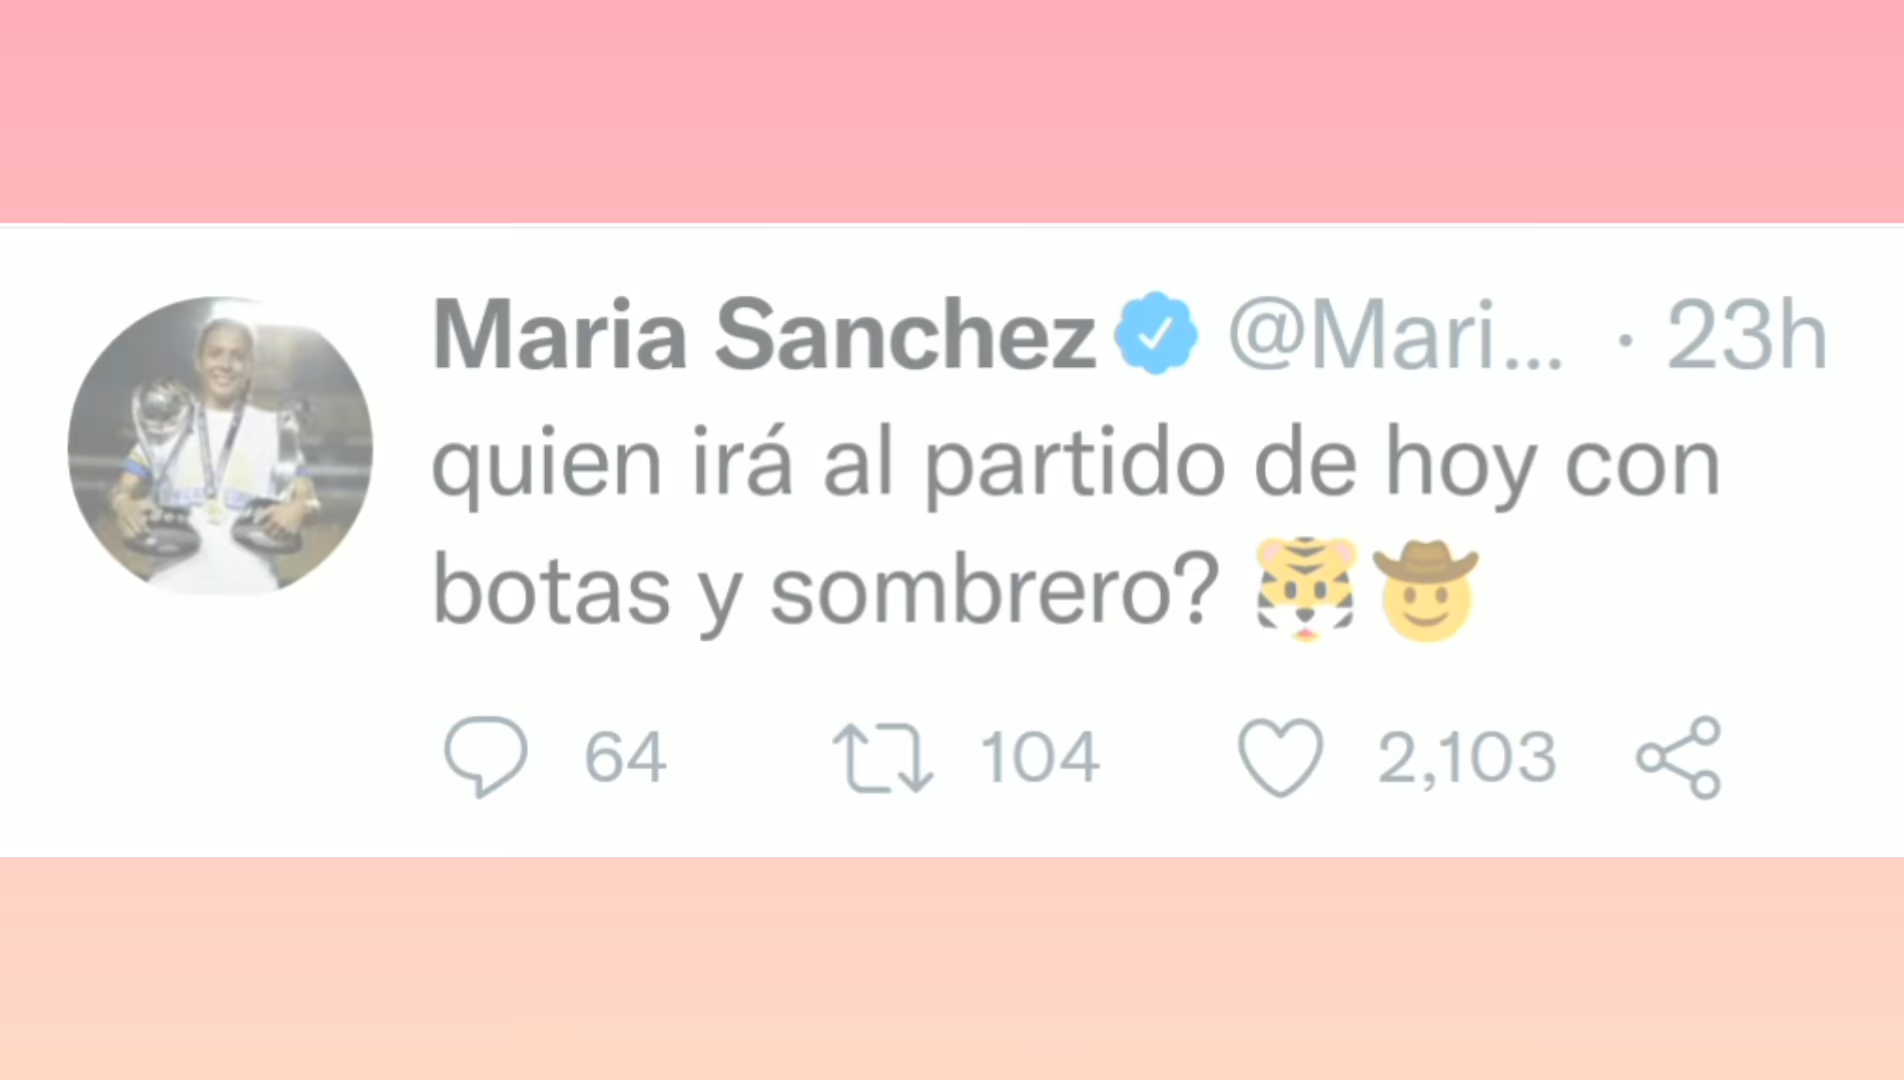 Maria Sanchez @Mari... · 23h
quien irá al partido de hoy con
botas y sombrero? 🐯🤠
64 104 2,103